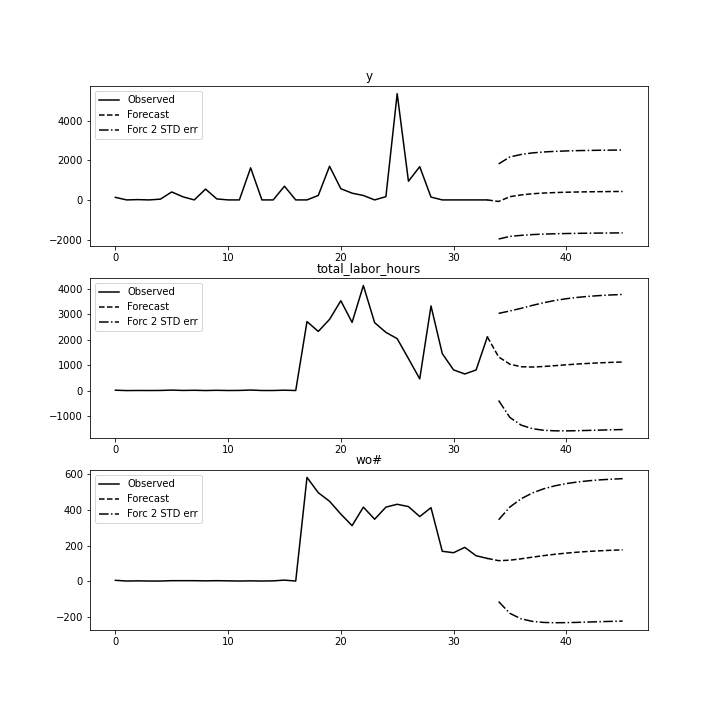 y
Observed
Forecast
Forc 2 STD err
4000
2000
0
−2000
0 10 20 30 40
total_labor_hours
Observed
Forecast
Forc 2 STD err
4000
3000
2000
1000
0
−1000
0 10 20 30 40
wo#
Observed
Forecast
Forc 2 STD err
600
400
200
0
−200
0 10 20 30 40